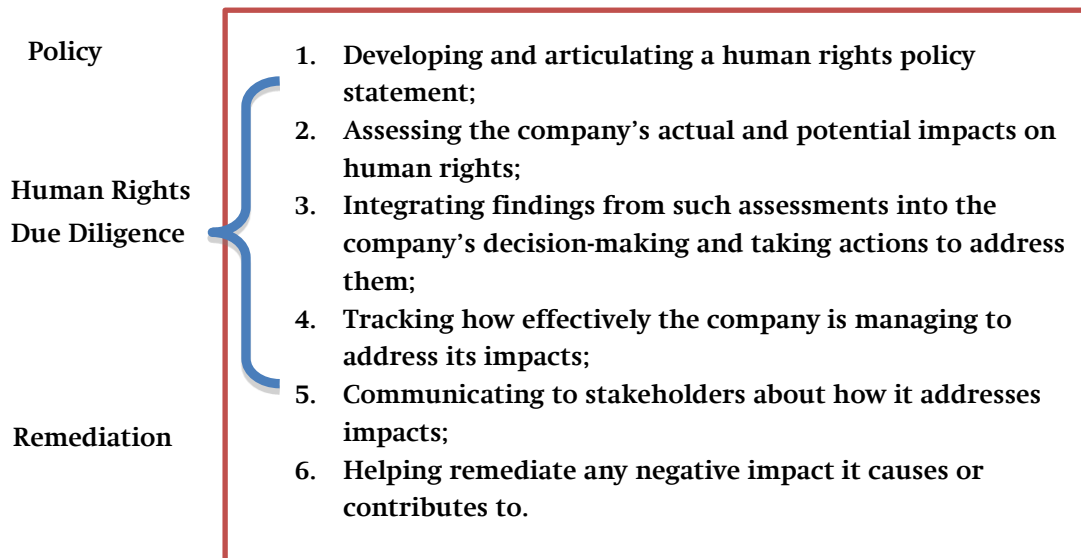 Policy
1. Developing and articulating a human rights policy
statement;
2. Assessing the company’s actual and potential impacts on
human rights;
Human Rights
Due Diligence
3. Integrating findings from such assessments into the
company’s decision-making and taking actions to address
them;
4. Tracking how effectively the company is managing to
address its impacts;
5. Communicating to stakeholders about how it addresses
impacts;
Remediation
6. Helping remediate any negative impact it causes or
contributes to.